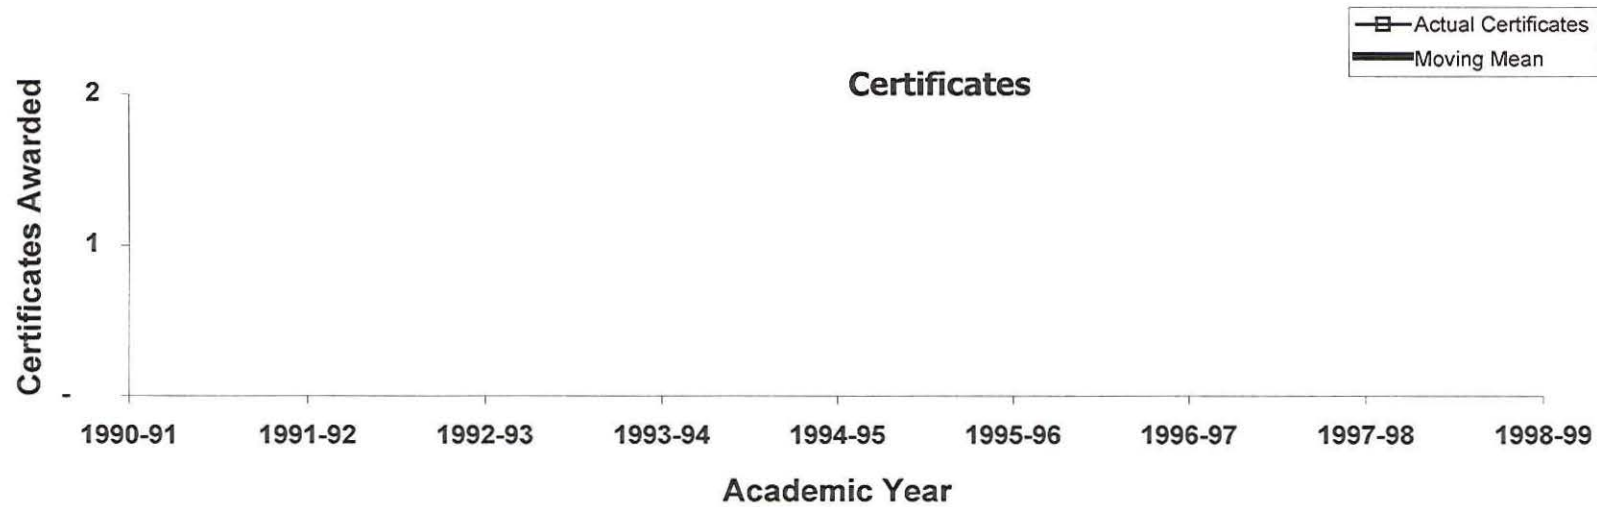 Actual Certificates
Moving Mean
Certificates
Certificates Awarded
2
1
-
1990-91 1991-92 1992-93 1993-94 1994-95 1995-96 1996-97 1997-98 1998-99
Academic Year